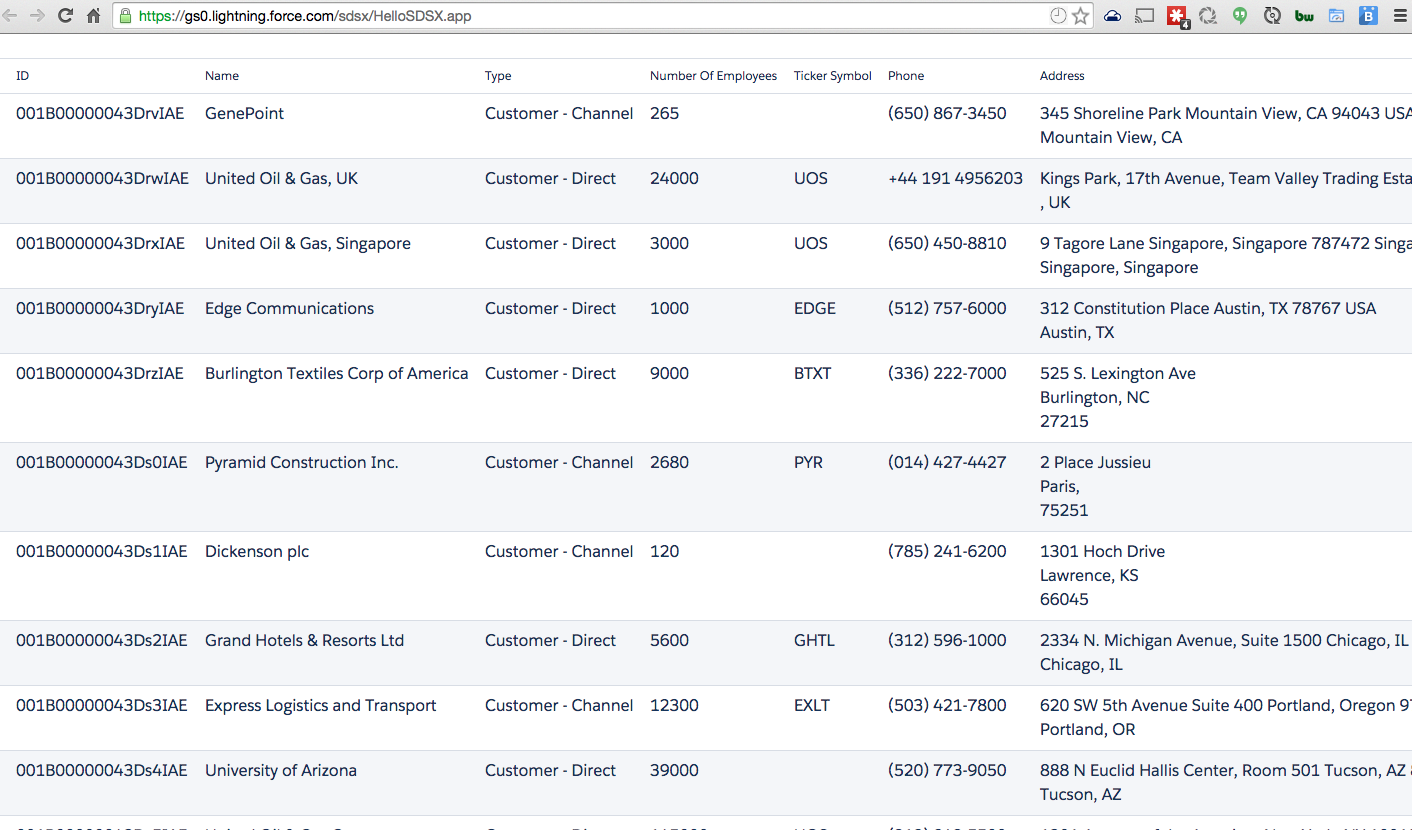 https://gs0.lightning.force.com/sdsx/HelloSDSX.app
4
bw
B
ID Name Type Number Of Employees Ticker Symbol Phone Address
001B00000043DrvIAE GenePoint Customer - Channel 265 (650) 867-3450 345 Shoreline Park Mountain View, CA 94043 USA
Mountain View, CA
001B00000043DrwIAE United Oil & Gas, UK Customer - Direct 24000 UOS +44 191 4956203 Kings Park, 17th Avenue, Team Valley Trading Esta
, UK
001B00000043DrxIAE United Oil & Gas, Singapore Customer - Direct 3000 UOS (650) 450-8810 9 Tagore Lane Singapore, Singapore 787472 Singa
Singapore, Singapore
001B00000043DryIAE Edge Communications Customer - Direct 1000 EDGE (512) 757-6000 312 Constitution Place Austin, TX 78767 USA
Austin, TX
001B00000043DrzIAE Burlington Textiles Corp of America Customer - Direct 9000 BTXT (336) 222-7000 525 S. Lexington Ave
Burlington, NC
27215
001B00000043Ds0IAE Pyramid Construction Inc. Customer - Channel 2680 PYR (014) 427-4427 2 Place Jussieu
Paris,
75251
001B00000043Ds1IAE Dickenson plc Customer - Channel 120 (785) 241-6200 1301 Hoch Drive
Lawrence, KS
66045
001B00000043Ds2IAE Grand Hotels & Resorts Ltd Customer - Direct 5600 GHTL (312) 596-1000 2334 N. Michigan Avenue, Suite 1500 Chicago, IL
Chicago, IL
001B00000043Ds3IAE Express Logistics and Transport Customer - Channel 12300 EXLT (503) 421-7800 620 SW 5th Avenue Suite 400 Portland, Oregon 9
Portland, OR
001B00000043Ds4IAE University of Arizona Customer - Direct 39000 (520) 773-9050 888 N Euclid Hallis Center, Room 501 Tucson, AZ
Tucson, AZ